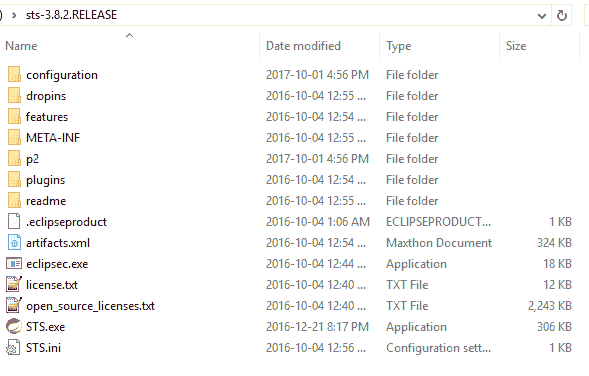 ) > sts-3.8.2.RELEASE
Name Date modified Type Size
configuration 2017-10-01 4:56 PM File folder
dropins 2016-10-04 12:55 ... File folder
features 2016-10-04 12:54 ... File folder
META-INF 2016-10-04 12:55 ... File folder
p2 2017-10-01 4:56 PM File folder
plugins 2016-10-04 12:54 ... File folder
readme 2016-10-04 12:55 ... File folder
.eclipseproduct 2016-10-04 1:06 AM ECLIPSEPRODUCT... 1 KB
artifacts.xml 2016-10-04 12:54 ... Maxthon Document 324 KB
eclipsec.exe 2016-10-04 12:44 ... Application 18 KB
license.txt 2016-10-04 12:40 ... TXT File 12 KB
open_source_licenses.txt 2016-10-04 12:40 ... TXT File 2,243 KB
STS.exe 2016-12-21 8:17 PM Application 306 KB
STS.ini 2016-10-04 12:56 ... Configuration sett... 1 KB